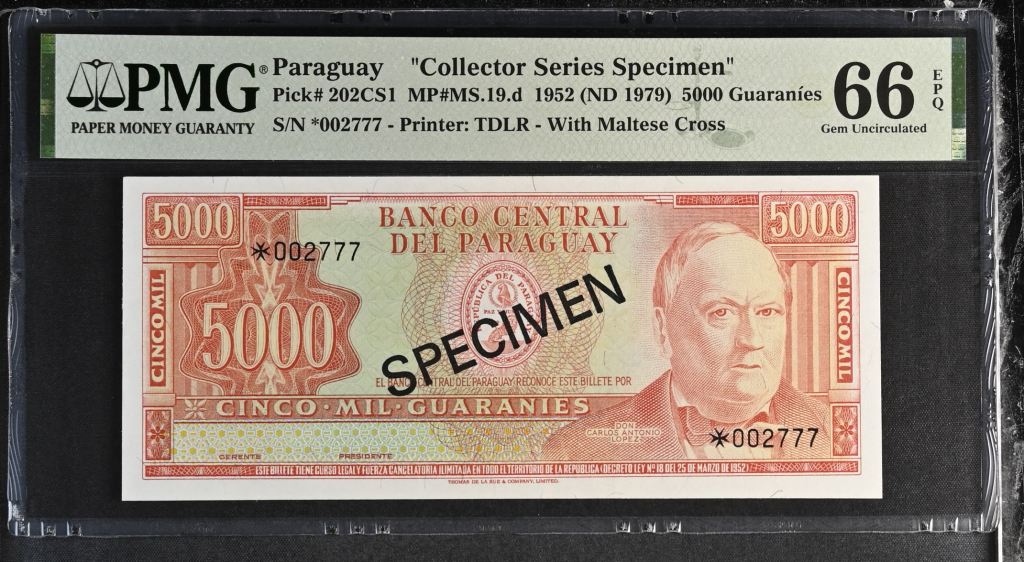 PMG® Paraguay "Collector Series Specimen" 66 EPQ
Pick# 202CS1 MP#MS.19.d 1952 (ND 1979) 5000 Guaraníes
PAPER MONEY GUARANTY S/N *002777 - Printer: TDLR - With Maltese Cross Gem Uncirculated
5000 BANCO CENTRAL 5000
DEL PARAGUAY
*002777
REPÚBLICA DEL PARAGUAY
PAZ
CINCO MIL 5000 SPECIMEN CINCO MIL
EL BANCO CENTRAL DEL PARAGUAY RECONOCE ESTE BILLETE POR
CINCO·MIL·GUARANIES
DON
CARLOS ANTONIO
LOPEZ
*002777
GERENTE PRESIDENTE
ESTE BILLETE TIENE CURSO LEGAL Y FUERZA CANCELATORIA ILIMITADA EN TODO EL TERRITORIO DE LA REPUBLICA (DECRETO LEY Nº 18 DEL 25 DE MARZO DE 1952)
THOMAS DE LA RUE & COMPANY, LIMITED.